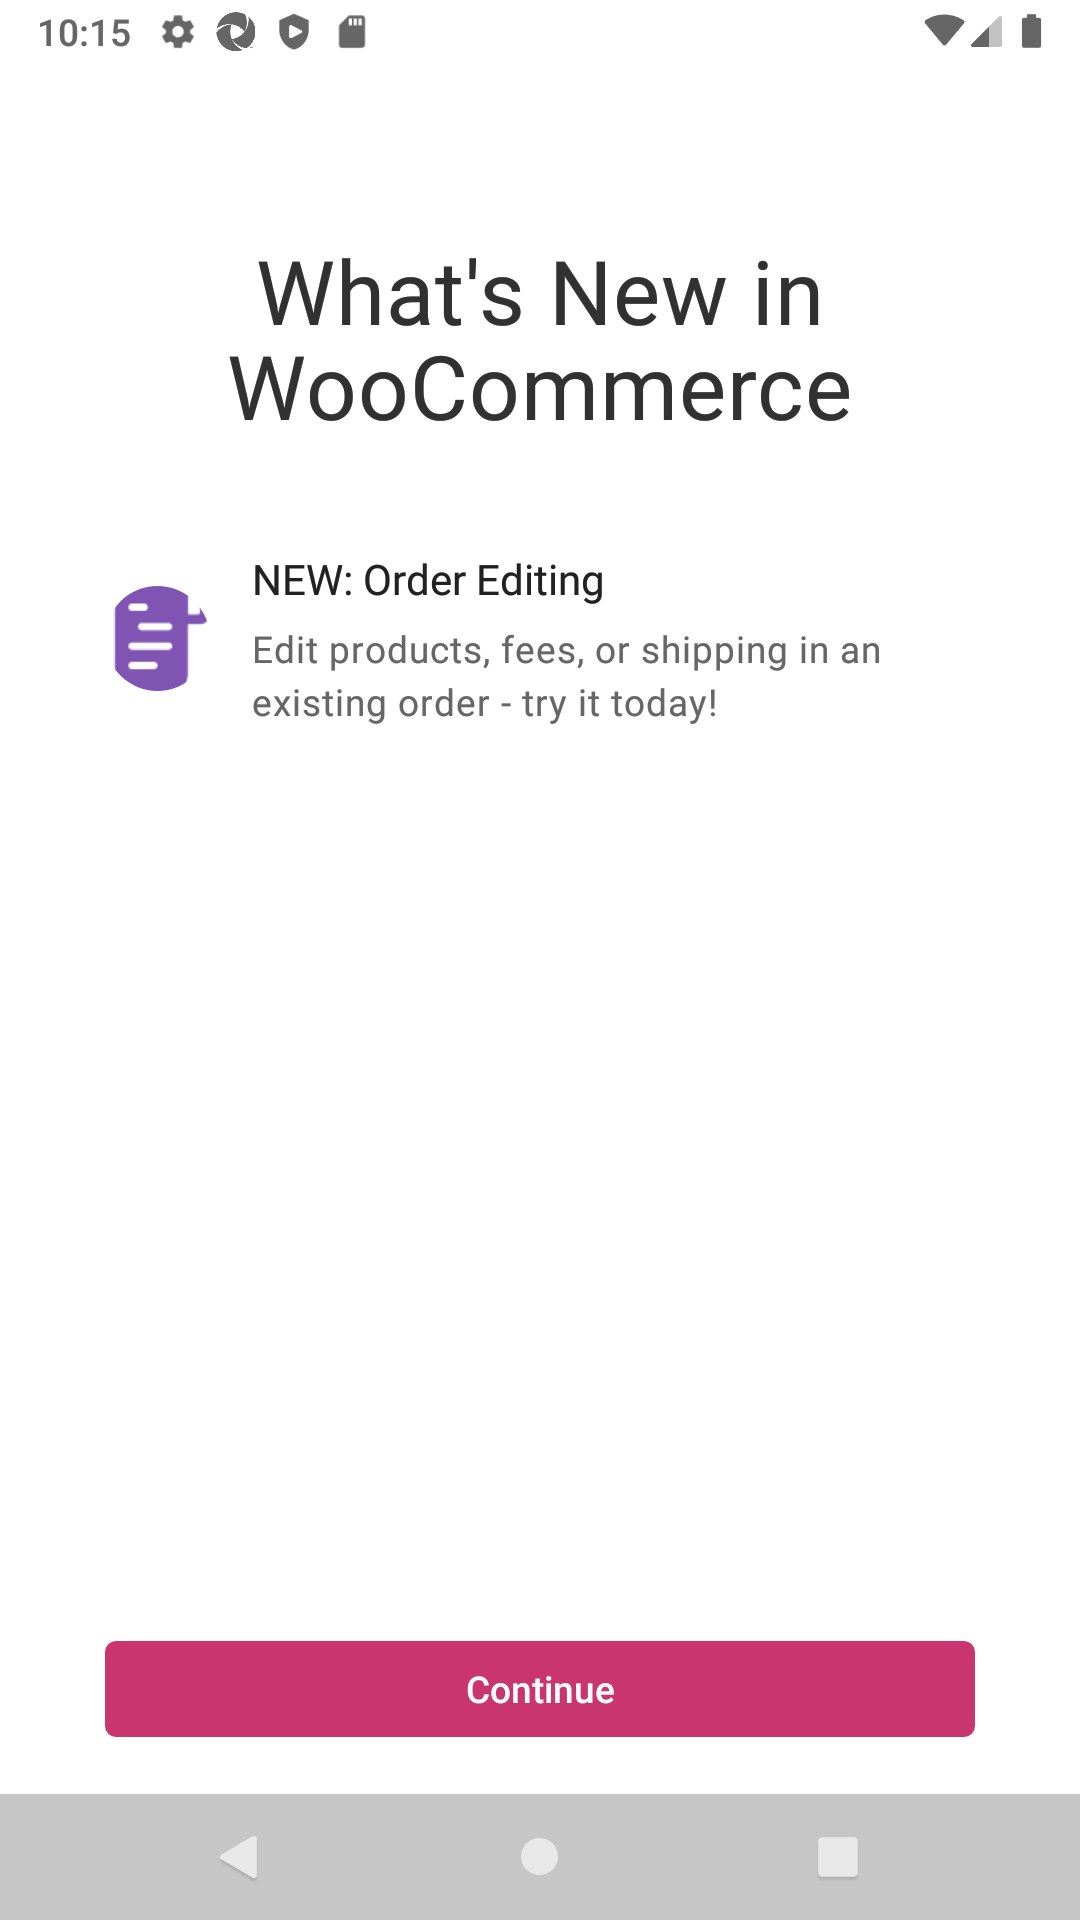 10:15
What's New in
WooCommerce
NEW: Order Editing
Edit products, fees, or shipping in an
existing order - try it today!
Continue